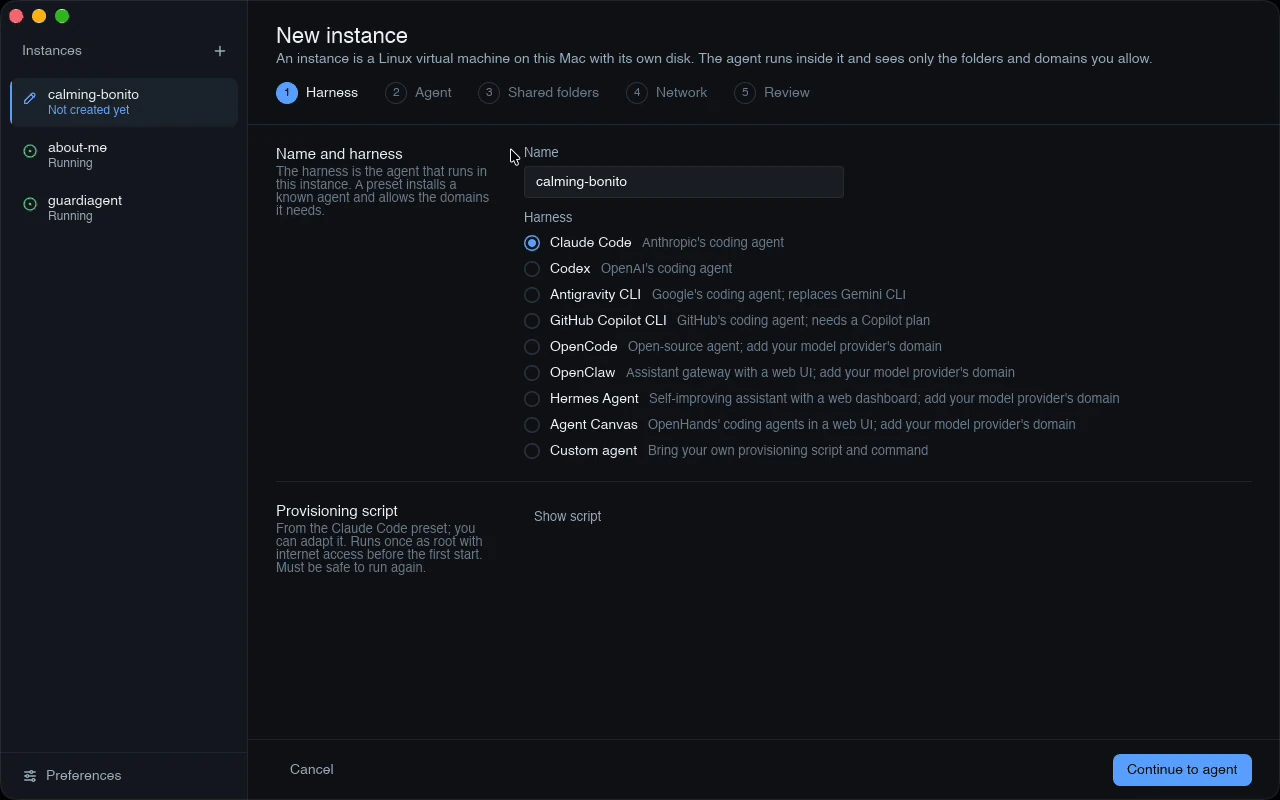 Instances
calming-bonito
Not created yet
about-me
Running
guardiagent
Running
Preferences
New instance
An instance is a Linux virtual machine on this Mac with its own disk. The agent runs inside it and sees only the folders and domains you allow.
1 Harness 2 Agent 3 Shared folders 4 Network 5 Review
Name and harness
The harness is the agent that runs in
this instance. A preset installs a
known agent and allows the domains
it needs.
Name
calming-bonito
Harness
Claude Code Anthropic's coding agent
Codex OpenAI's coding agent
Antigravity CLI Google's coding agent; replaces Gemini CLI
GitHub Copilot CLI GitHub's coding agent; needs a Copilot plan
OpenCode Open-source agent; add your model provider's domain
OpenClaw Assistant gateway with a web UI; add your model provider's domain
Hermes Agent Self-improving assistant with a web dashboard; add your model provider's domain
Agent Canvas OpenHands' coding agents in a web UI; add your model provider's domain
Custom agent Bring your own provisioning script and command
Provisioning script
From the Claude Code preset; you
can adapt it. Runs once as root with
internet access before the first start.
Must be safe to run again.
Show script
Cancel
Continue to agent